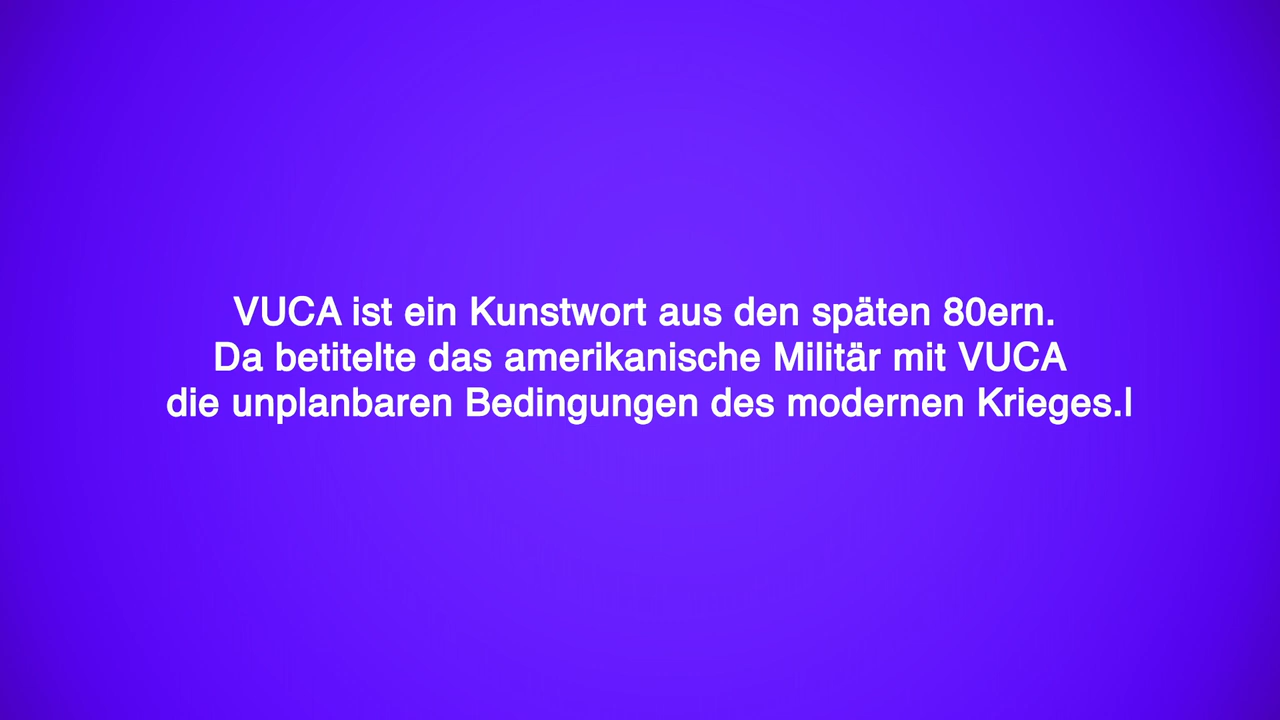 VUCA ist ein Kunstwort aus den späten 80ern.
Da betitelte das amerikanische Militär mit VUCA
die unplanbaren Bedingungen des modernen Krieges.|